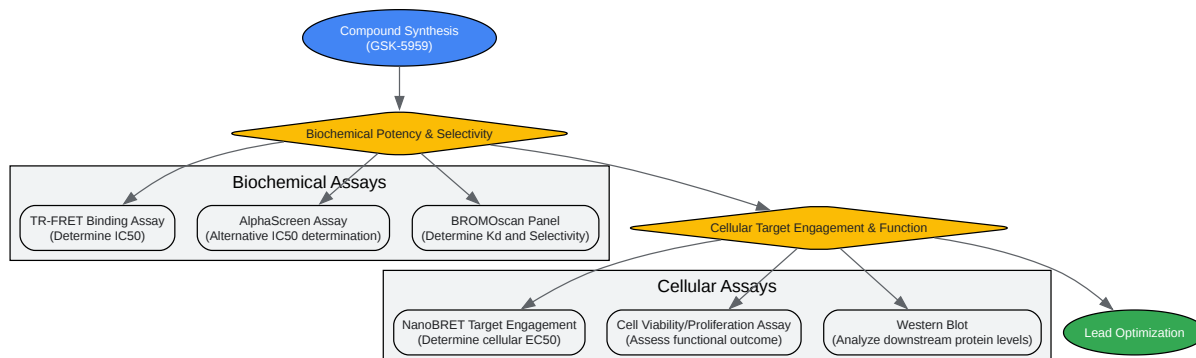 Compound Synthesis
(GSK-5959)
Biochemical Potency & Selectivity
Biochemical Assays
TR-FRET Binding Assay
(Determine IC50)
AlphaScreen Assay
(Alternative IC50 determination)
BROMOscan Panel
(Determine Kd and Selectivity)
Cellular Target Engagement & Function
Cellular Assays
NanoBRET Target Engagement
(Determine cellular EC50)
Cell Viability/Proliferation Assay
(Assess functional outcome)
Western Blot
(Analyze downstream protein levels)
Lead Optimization